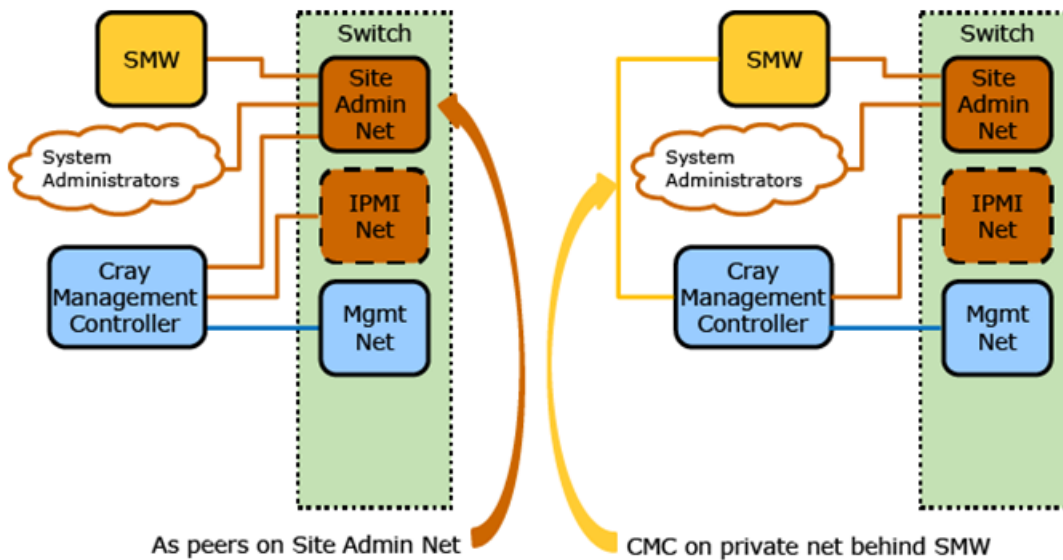 Switch
SMW
Site
Admin
Net
System
Administrators
IPMI
Net
Cray
Management
Controller
Mgmt
Net
As peers on Site Admin Net
Switch
SMW
Site
Admin
Net
System
Administrators
IPMI
Net
Cray
Management
Controller
Mgmt
Net
CMC on private net behind SMW